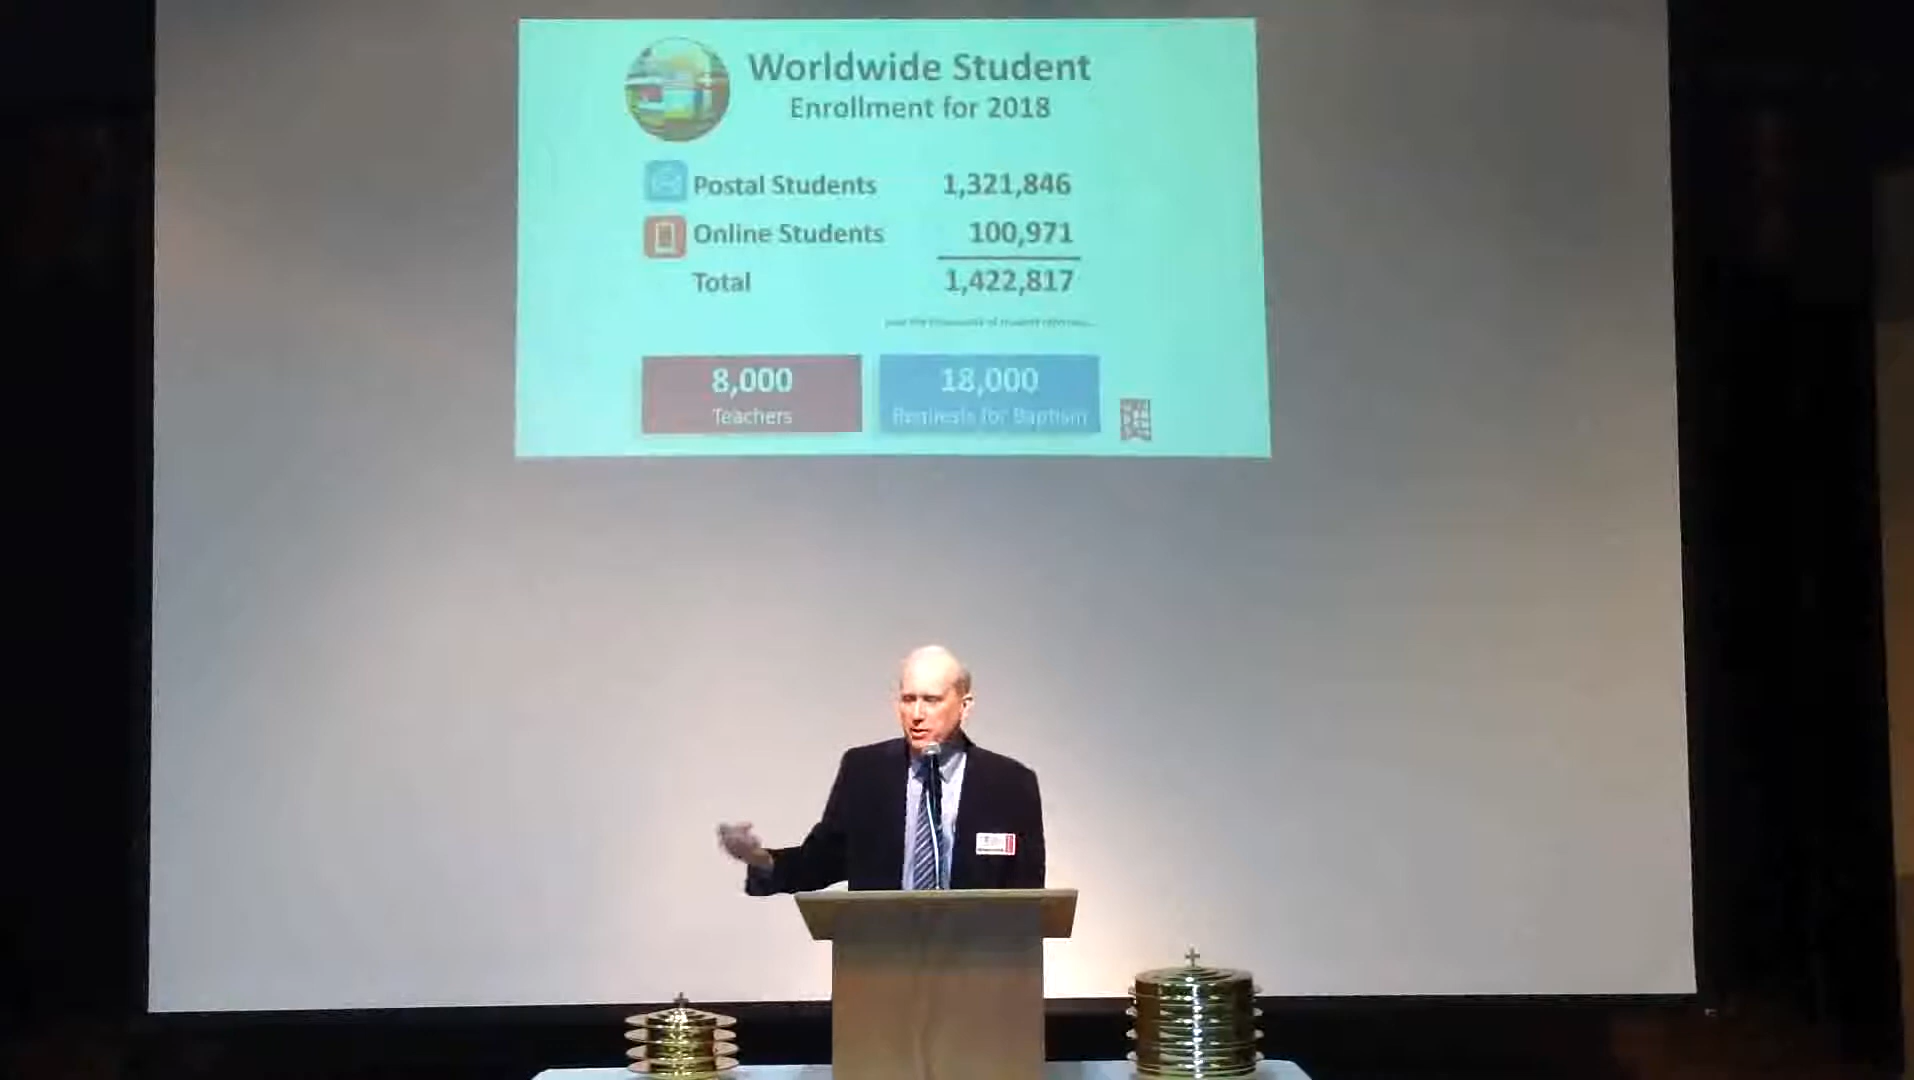 Worldwide Student
Enrollment for 2018
Postal Students 1,321,846
Online Students 100,971
Total 1,422,817
8,000
Teachers
18,000
Requests for Baptism